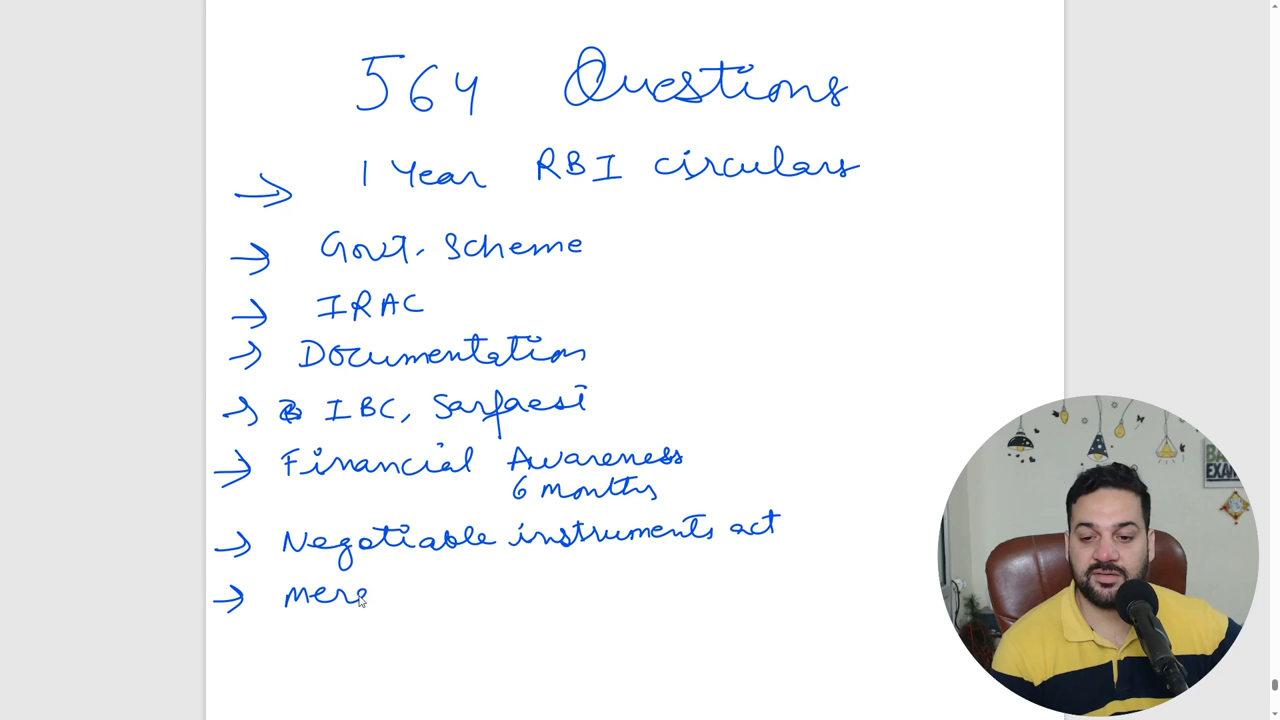 564 Questions
→ 1 Year RBI circulars
→ Govt. Scheme
→ IRAC
→ Documentation
→ IBC, Sarfaesi
→ Financial Awareness
6 months
→ Negotiable instruments act
→ Merg
EXAM